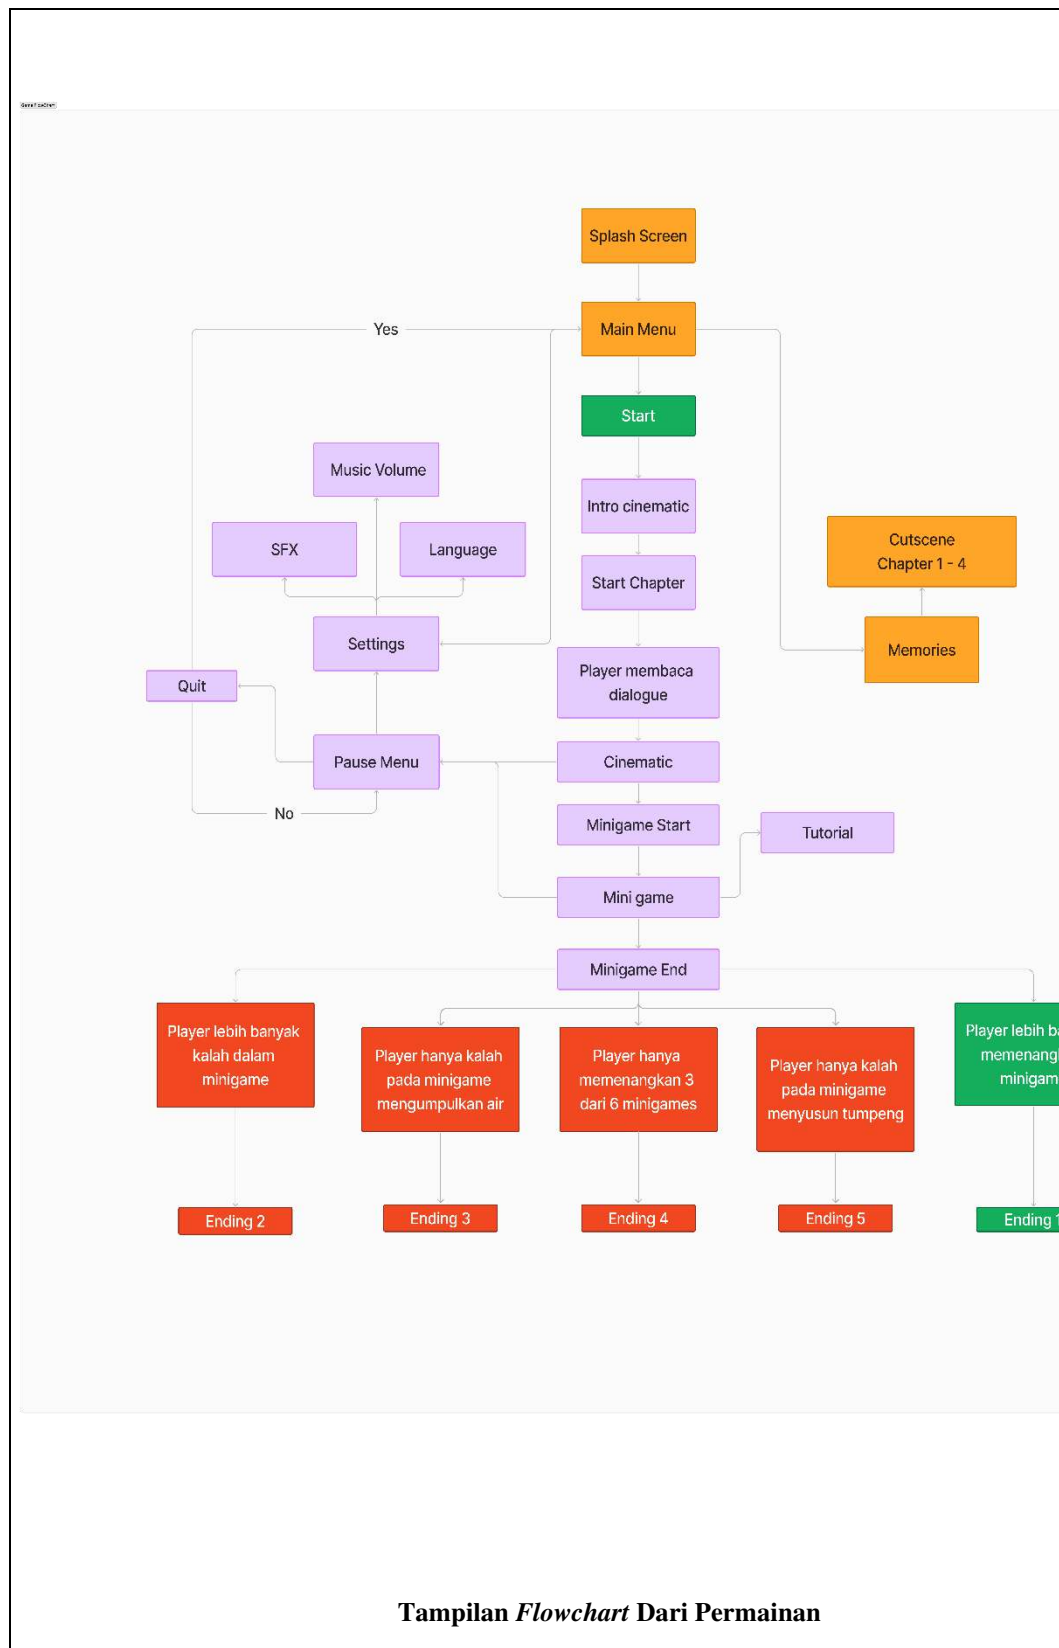 Splash Screen
Yes
Main Menu
Start
Music Volume
Intro cinematic
SFX
Language
Cutscene
Chapter 1 - 4
Start Chapter
Settings
Memories
Player membaca
dialogue
Quit
Pause Menu
Cinematic
No
Minigame Start
Tutorial
Mini game
Minigame End
Player lebih banyak
kalah dalam
minigame
Player hanya kalah
pada minigame
mengumpulkan air
Player hanya
memenangkan 3
dari 6 minigames
Player hanya kalah
pada minigame
menyusun tumpeng
Player lebih
Ending 2
Ending 3
Ending 4
Ending 5
Ending
Tampilan Flowchart Dari Permainan